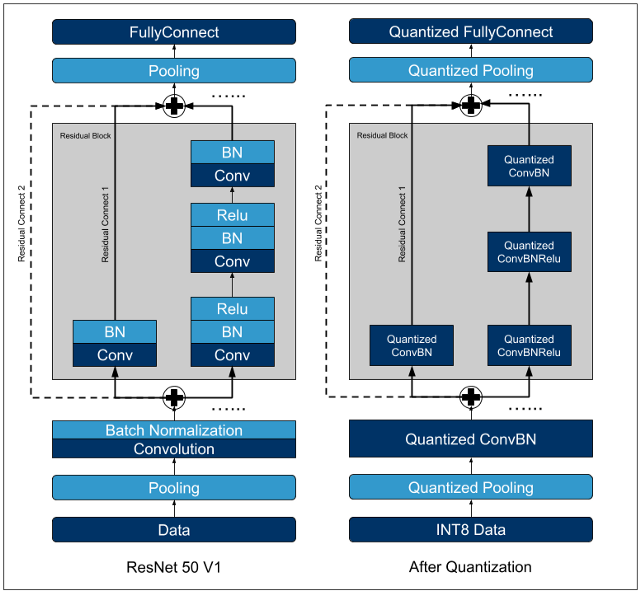 FullyConnect
Pooling
......
Residual Block
BN
Conv
Relu
BN
Conv
Relu
BN
Conv
BN
Conv
Residual Connect 1
Residual Connect 2
......
Batch Normalization
Convolution
Pooling
Data
ResNet 50 V1
Quantized FullyConnect
Quantized Pooling
......
Residual Block
Quantized
ConvBN
Quantized
ConvBNRelu
Quantized
ConvBN
Quantized
ConvBNRelu
Residual Connect 1
Residual Connect 2
......
Quantized ConvBN
Quantized Pooling
INT8 Data
After Quantization